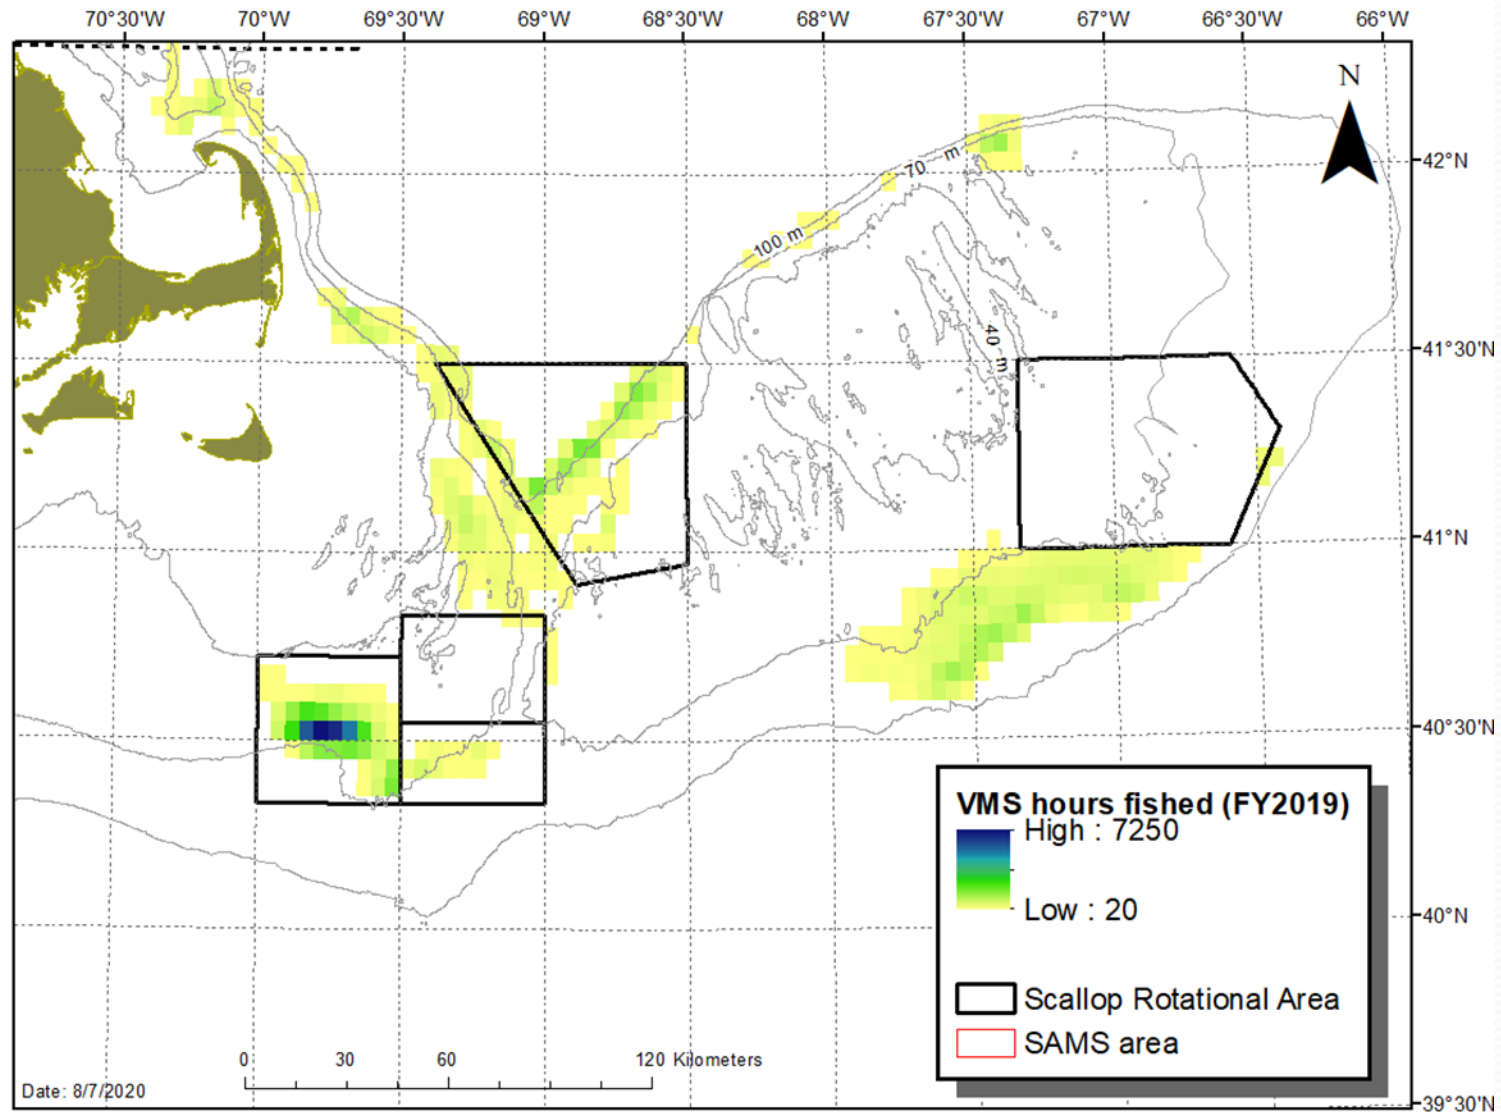 70°30'W 70°W 69°30'W 69°W 68°30'W 68°W 67°30'W 67°W 66°30'W 66°W
N
42°N
70 m
100 m
40 m
41°30'N
41°N
40°30'N
VMS hours fished (FY2019)
High : 7250
Low : 20
40°N
Scallop Rotational Area
SAMS area
0 30 60 120 Kilometers
Date: 8/7/2020
39°30'N